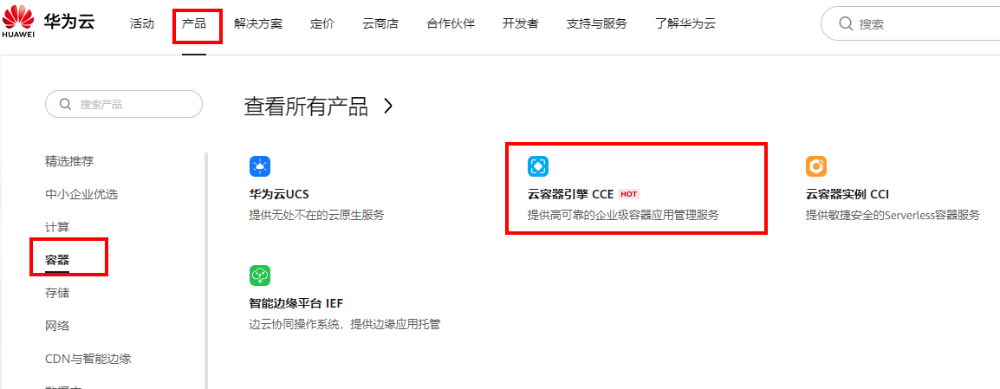 HUAWEI
华为云
活动
产品
解决方案
定价
云商店
合作伙伴
开发者
支持与服务
了解华为云
搜索
搜索产品
查看所有产品
精选推荐
中小企业优选
计算
容器
存储
网络
CDN与智能边缘
华为云UCS
提供无处不在的云原生服务
云容器引擎 CCE HOT
提供高可靠的企业级容器应用管理服务
云容器实例 CCI
提供敏捷安全的Serverless容器服务
智能边缘平台 IEF
边云协同操作系统，提供边缘应用托管